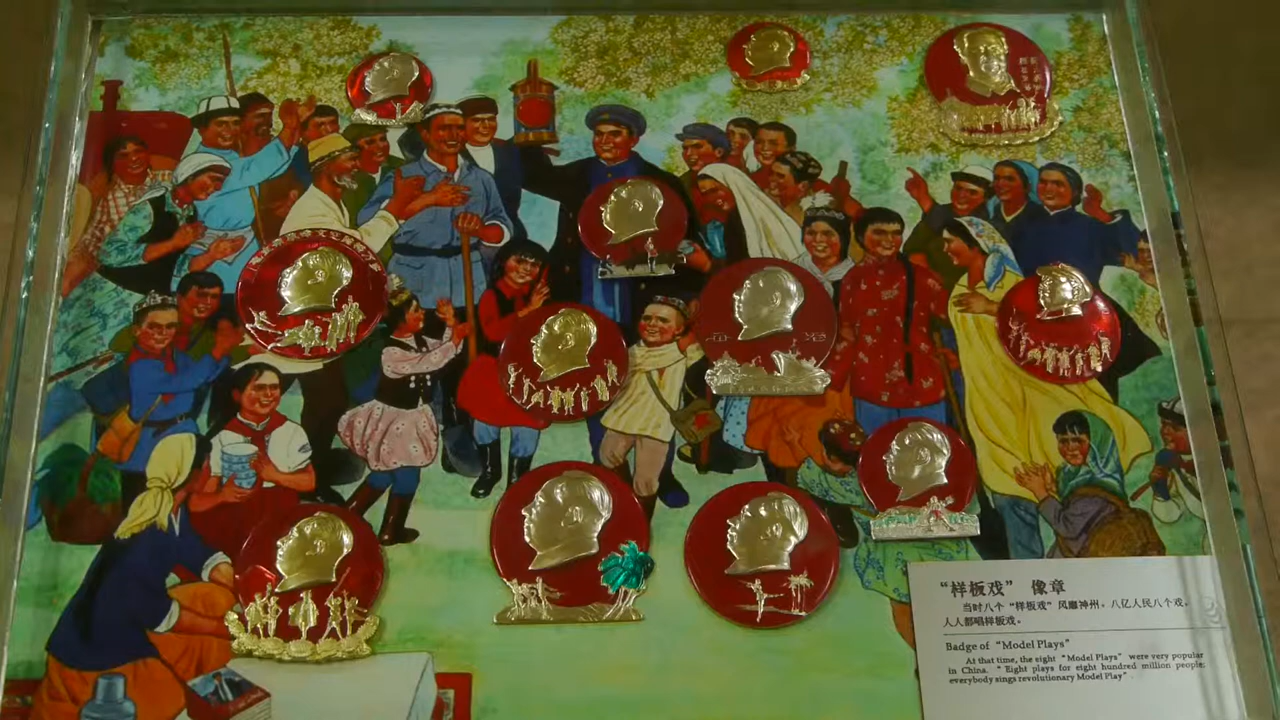 再 浩
“样板戏” 像章
当时八个“样板戏”风靡神州。八亿人民八个戏。
人人都唱样板戏。
Badge of “Model Plays”
At that time, the eight “Model Plays” were very popular
in China. “Eight plays for eight hundred million people;
everybody sings revolutionary Model Play”